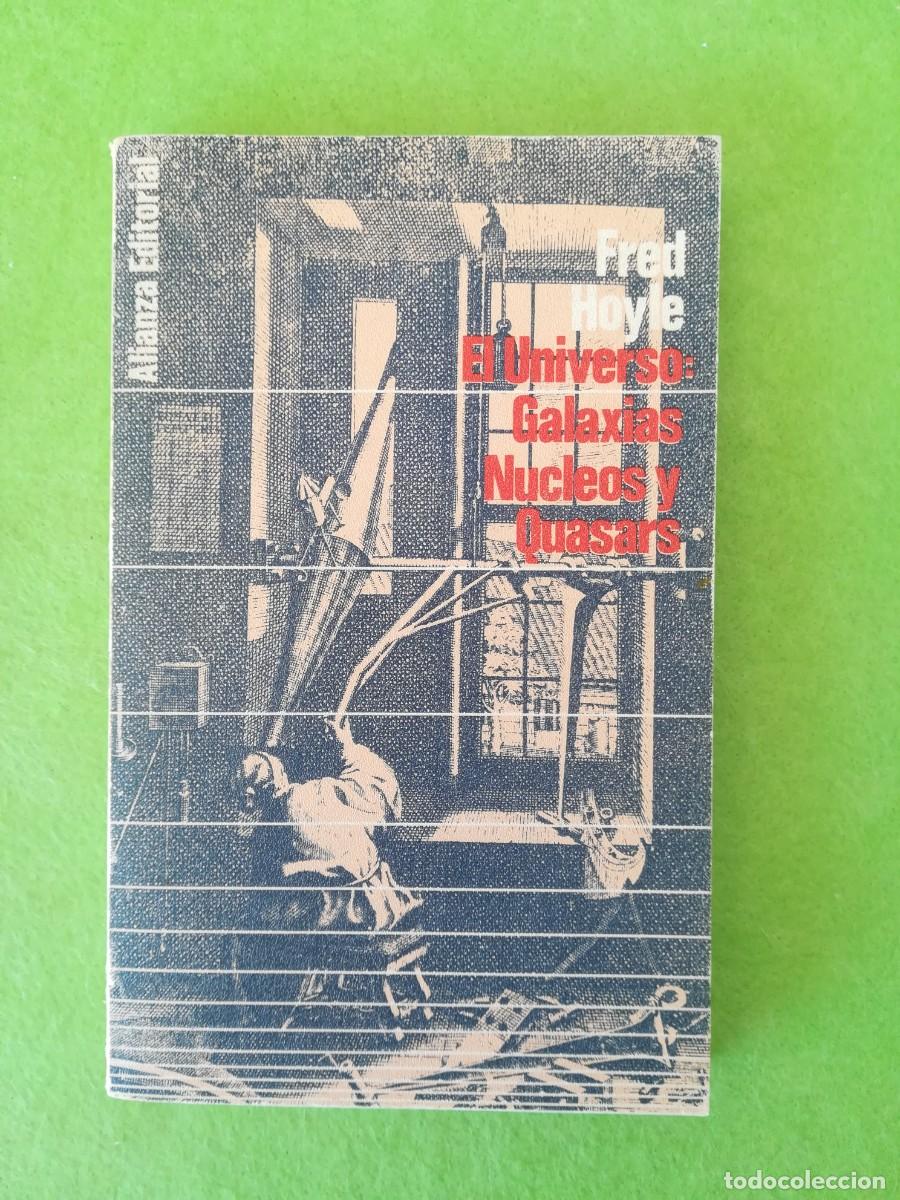 Alianza Editorial
Fred
Hoyle
El Universo:
Galaxias
Nucleos y
Quasars
todocoleccion